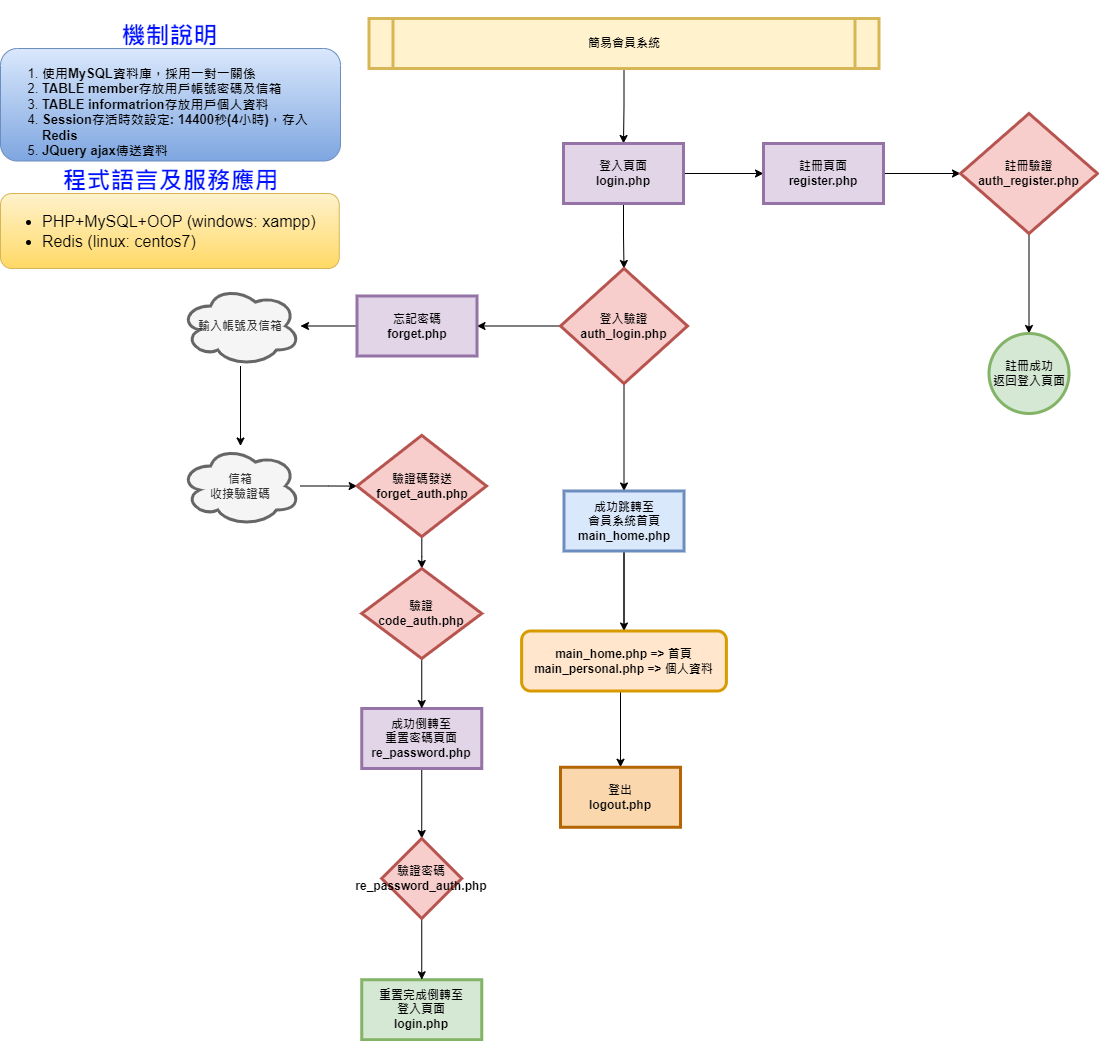 機制說明
1. 使用MySQL資料庫，採用一對一關係
2. TABLE member存放用戶帳號密碼及信箱
3. TABLE informatrion存放用戶個人資料
4. Session存活時效設定: 14400秒(4小時)，存入
Redis
5. JQuery ajax傳送資料
程式語言及服務應用
• PHP+MySQL+OOP (windows: xampp)
• Redis (linux: centos7)
簡易會員系統
登入頁面
login.php
註冊頁面
register.php
註冊驗證
auth_register.php
註冊成功
返回登入頁面
登入驗證
auth_login.php
忘記密碼
forget.php
輸入帳號及信箱
信箱
收接驗證碼
驗證碼發送
forget_auth.php
驗證
code_auth.php
成功倒轉至
重置密碼頁面
re_password.php
驗證密碼
re_password_auth.php
重置完成倒轉至
登入頁面
login.php
成功跳轉至
會員系統首頁
main_home.php
main_home.php => 首頁
main_personal.php => 個人資料
登出
logout.php